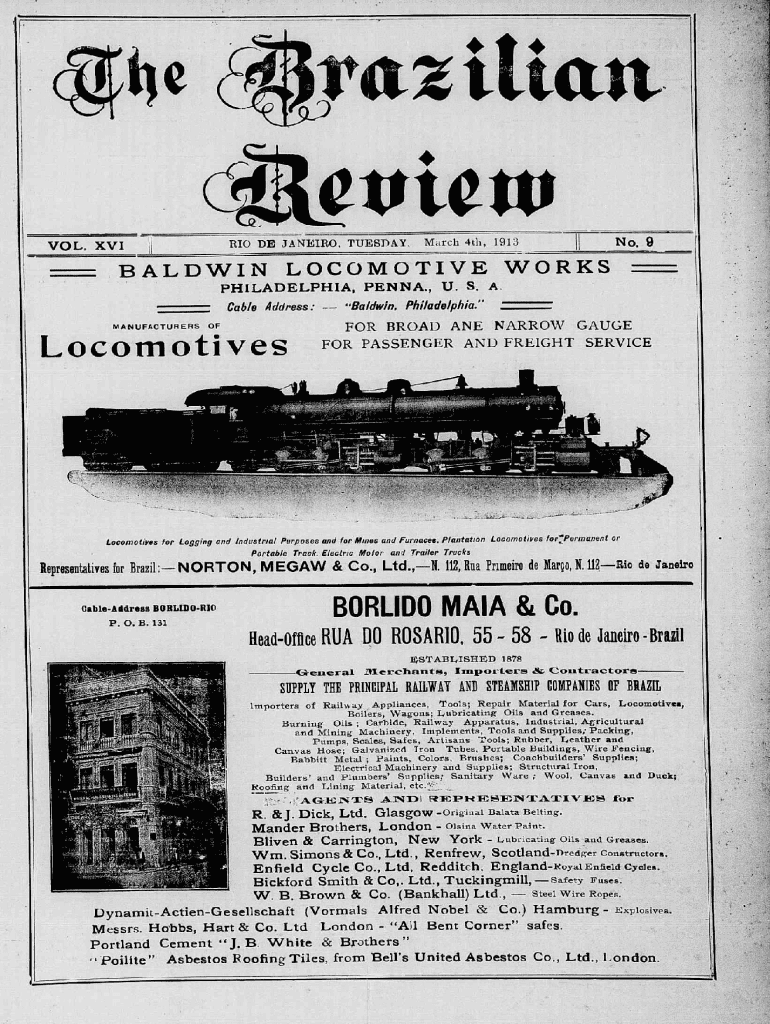 The Brazilian
Review
VOL. XVI
RIO DE JANEIRO, TUESDAY, March 4th, 1913
No. 9
BALDWIN LOCOMOTIVE WORKS
PHILADELPHIA, PENNA., U. S. A.
Cable Address: — "Baldwin, Philadelphia."
MANUFACTURERS OF
Locomotives
FOR BROAD ANE NARROW GAUGE
FOR PASSENGER AND FREIGHT SERVICE
Locomotives for Logging and Industrial Purposes and for Mines and Furnaces, Plantation Locomotives for Permanent or
Portable Track. Electric Motor and Trailer Trucks
Representatives for Brazil:—NORTON, MEGAW & Co., Ltd.,—N. 112, Rua Primeiro de Março, N. 112—Rio de Janeiro
Cable-Address BORLIDO-RIO
P. O. B. 131
BORLIDO MAIA & Co.
Head-Office RUA DO ROSARIO, 55 - 58 - Rio de Janeiro - Brazil
ESTABLISHED 1878
General Merchants, Importers & Contractors
SUPPLY THE PRINCIPAL RAILWAY AND STEAMSHIP COMPANIES OF BRAZIL
Importers of Railway Appliances, Tools; Repair Material for Cars, Locomotives,
Boilers, Wagons; Lubricating Oils and Greases.
Burning Oils; Carbide, Railway Apparatus, Industrial, Agricultural
and Mining Machinery, Implements, Tools and Supplies, Packing,
Pumps, Scales, Safes, Artisans Tools; Rubber, Leather and
Canvas Hose; Galvanized Iron Tubes, Portable Buildings, Wire Fencing,
Babbitt Metal; Paints, Colors, Brushes; Coachbuilders' Supplies;
Electrical Machinery and Supplies; Structural Iron,
Builders' and Plumbers' Supplies; Sanitary Ware; Wool, Canvas and Duck;
Roofing and Lining Material, etc.
AGENTS AND REPRESENTATIVES for
R. & J. Dick, Ltd. Glasgow - Original Balata Belting.
Mander Brothers, London - Olsina Water Paint.
Bliven & Carrington, New York - Lubricating Oils and Greases.
Wm. Simons & Co., Ltd., Renfrew, Scotland - Dredger Constructors.
Enfield Cycle Co., Ltd, Redditch, England - Royal Enfield Cycles.
Bickford Smith & Co,. Ltd., Tuckingmill, — Safety Fuses.
W. B. Brown & Co. (Bankhall) Ltd., — Steel Wire Ropes.
Dynamit-Actien-Gesellschaft (Vormals Alfred Nobel & Co.) Hamburg - Explosives.
Messrs. Hobbs, Hart & Co. Ltd London - "All Bent Corner" safes.
Portland Cement "J. B. White & Brothers"
"Poilite" Asbestos Roofing Tiles, from Bell's United Asbestos Co., Ltd., London.